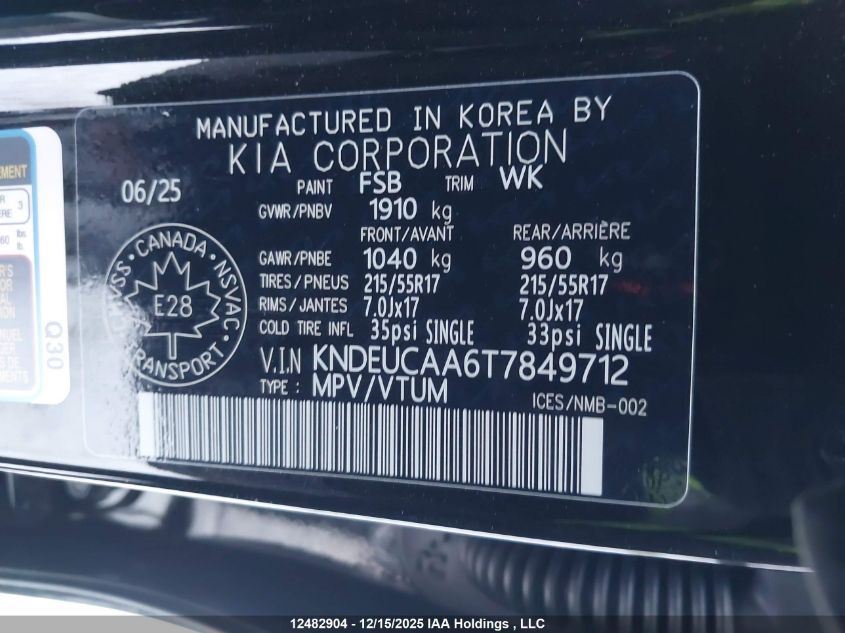 MANUFACTURED IN KOREA BY
KIA CORPORATION
06/25 PAINT FSB TRIM WK
GVWR/PNBV 1910 kg
FRONT/AVANT REAR/ARRIÈRE
GAWR/PNBE 1040 kg 960 kg
TIRES/PNEUS 215/55R17 215/55R17
RIMS/JANTES 7.0Jx17 7.0Jx17
COLD TIRE INFL 35psi SINGLE 33psi SINGLE
V.I.N KNDEUCAA6T7849712
TYPE : MPV/VTUM
ICES/NMB-002
CANADA
NSVAC
E28
TRANSPORT
3
lbs.
lb
Q30
12482904 - 12/15/2025 IAA Holdings , LLC